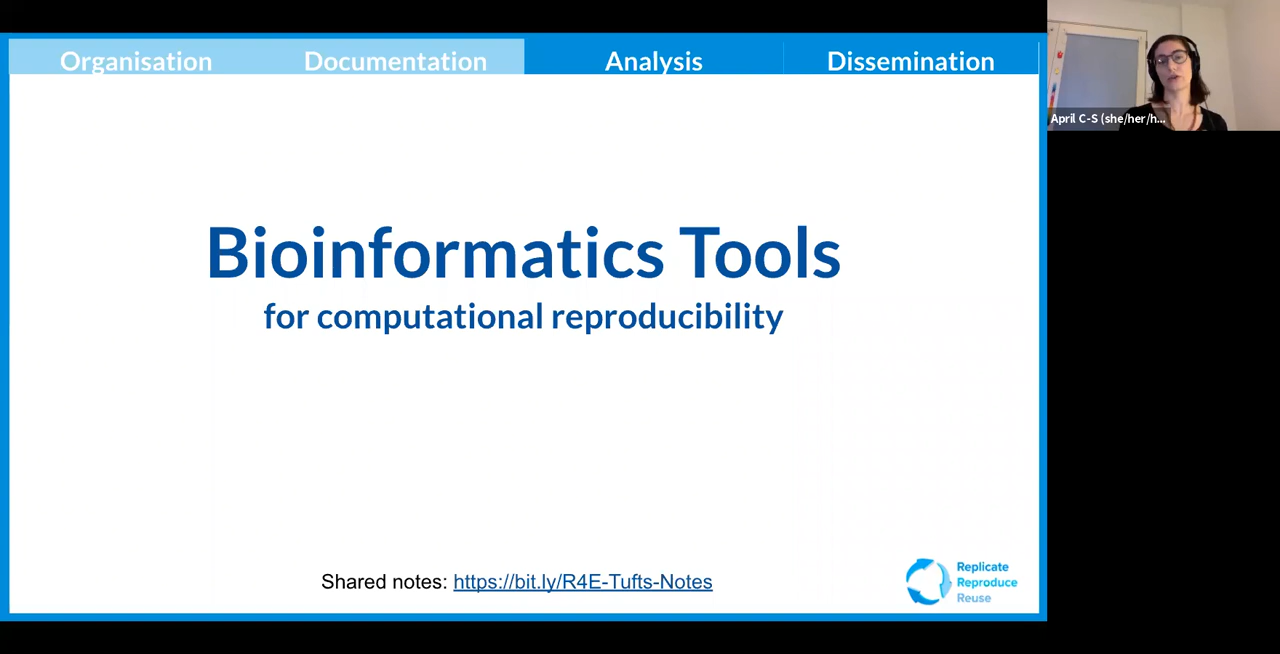 Organisation Documentation Analysis Dissemination
April C-S (she/her/h...
Bioinformatics Tools
for computational reproducibility
Shared notes: https://bit.ly/R4E-Tufts-Notes
Replicate
Reproduce
Reuse